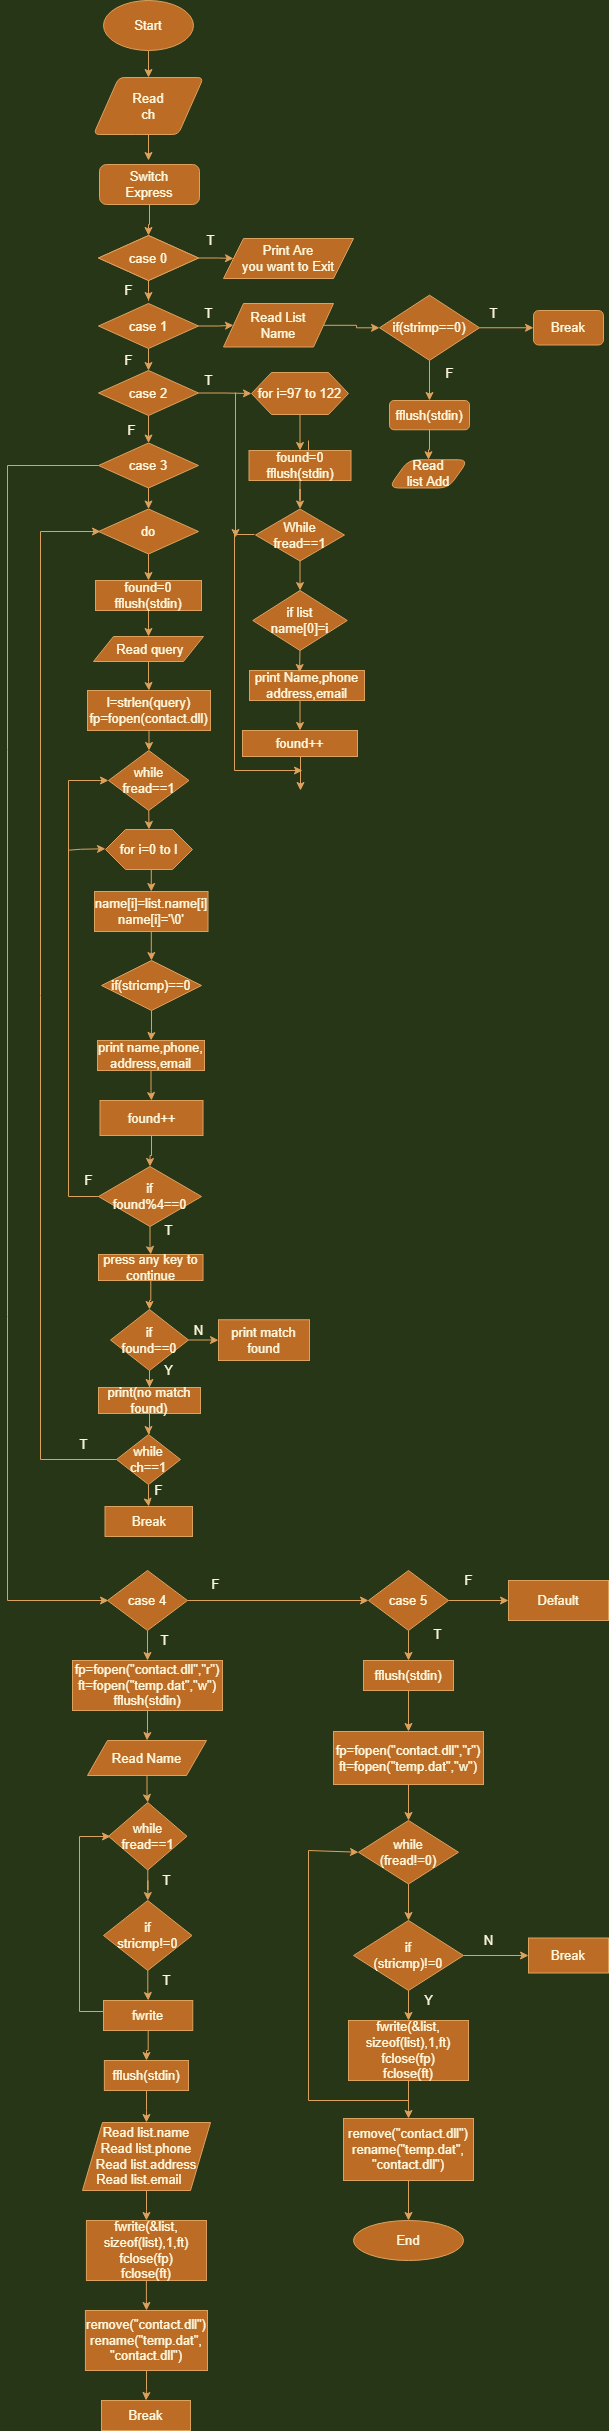 Start
Read
ch
Switch
Express
case 0
T
Print Are
you want to Exit
F
case 1
T
Read List
Name
if(strimp==0)
T
Break
F
fflush(stdin)
Read
list Add
F
case 2
T
for i=97 to 122
found=0
fflush(stdin)
While
fread==1
if list
name[0]=i
print Name,phone
address,email
found++
F
case 3
do
found=0
fflush(stdin)
Read query
l=strlen(query)
fp=fopen(contact.dll)
while
fread==1
for i=0 to l
name[i]=list.name[i]
name[i]='\0'
if(stricmp)==0
print name,phone,
address,email
found++
if
found%4==0
F
T
press any key to
continue
if
found==0
N
print match
found
Y
print(no match
found)
while
ch==1
T
F
Break
case 4
F
case 5
F
Default
T
fp=fopen("contact.dll","r")
ft=fopen("temp.dat","w")
fflush(stdin)
Read Name
while
fread==1
T
if
stricmp!=0
T
fwrite
fflush(stdin)
Read list.name
Read list.phone
Read list.address
Read list.email
fwrite(&list,
sizeof(list),1,ft)
fclose(fp)
fclose(ft)
remove("contact.dll")
rename("temp.dat",
"contact.dll")
Break
T
fflush(stdin)
fp=fopen("contact.dll","r")
ft=fopen("temp.dat","w")
while
(fread!=0)
if
(stricmp)!=0
N
Break
Y
fwrite(&list,
sizeof(list),1,ft)
fclose(fp)
fclose(ft)
remove("contact.dll")
rename("temp.dat",
"contact.dll")
End